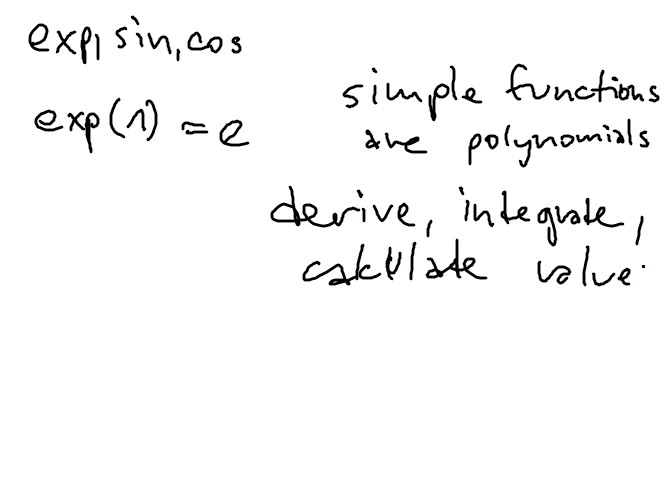 exp, sin, cos
exp(1) = e
simple functions
are polynomials
derive, integrate,
calculate value